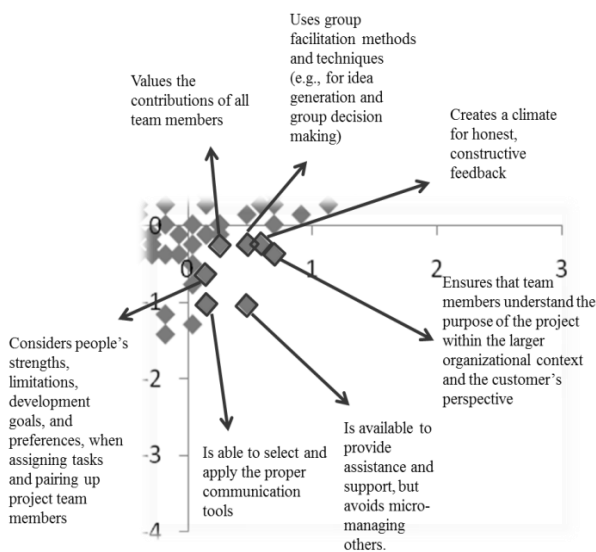 Uses group
facilitation methods
and techniques
(e.g., for idea
generation and
group decision
making)
Values the
contributions of all
team members
Creates a climate
for honest,
constructive
feedback
0
0
1
2
3
-1
-2
-3
-4
Ensures that team
members understand the
purpose of the project
within the larger
organizational context
and the customer’s
perspective
Considers people’s
strengths,
limitations,
development
goals, and
preferences, when
assigning tasks
and pairing up
project team
members
Is able to select and
apply the proper
communication
tools
Is available to
provide
assistance and
support, but
avoids micro-
managing
others.